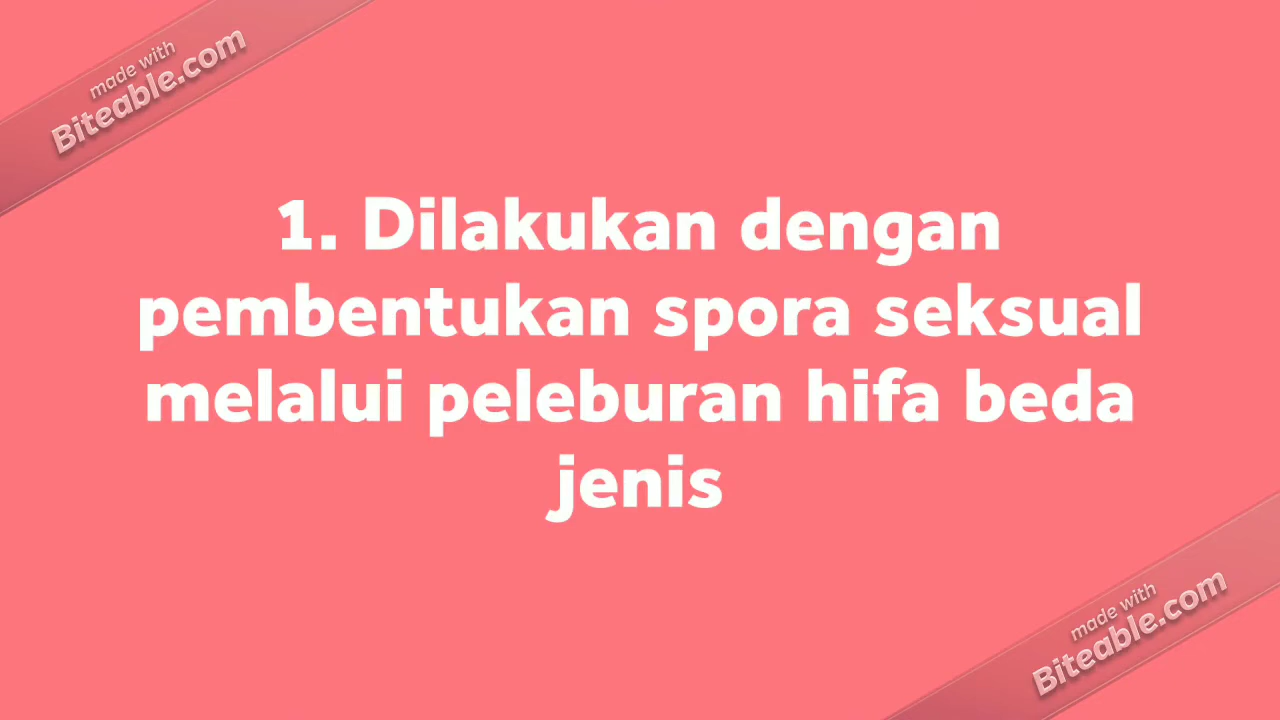 made with
Biteable.com
1. Dilakukan dengan
pembentukan spora seksual
melalui peleburan hifa beda
jenis
made with
Biteable.com